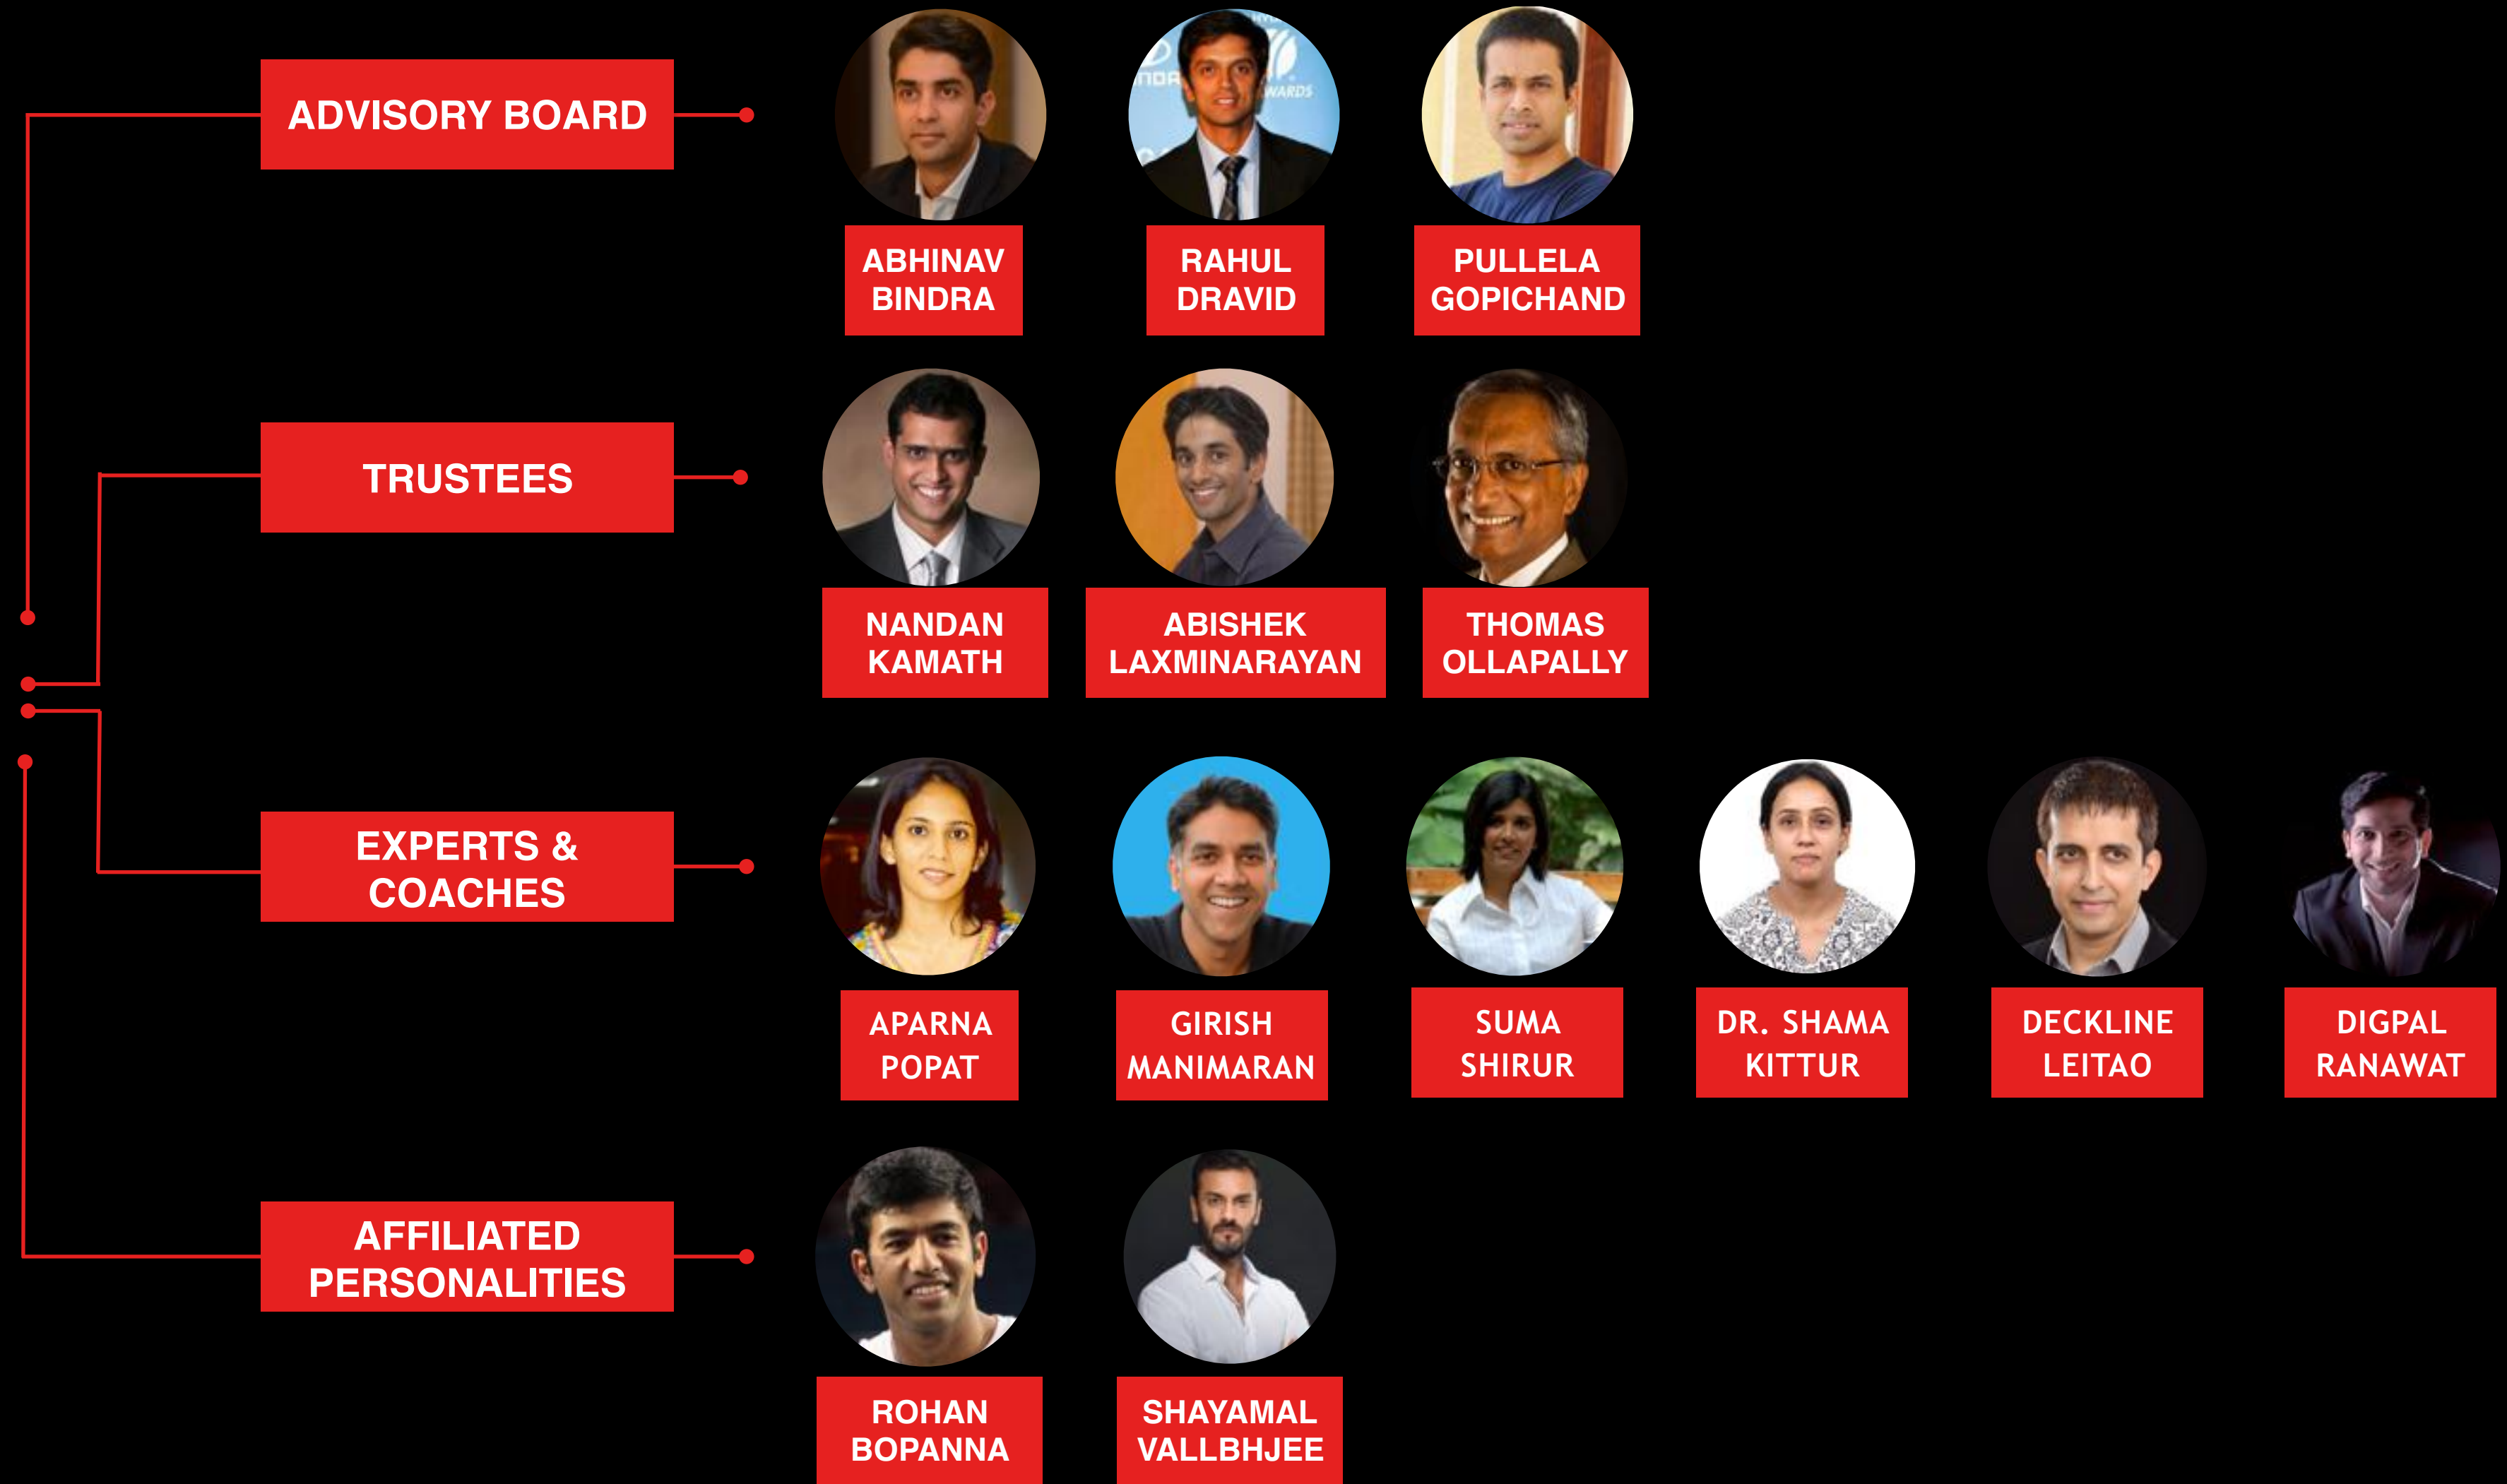 ADVISORY BOARD
WARDS
ABHINAV
BINDRA
RAHUL
DRAVID
PULLELA
GOPICHAND
TRUSTEES
NANDAN
KAMATH
ABISHEK
LAXMINARAYAN
THOMAS
OLLAPALLY
EXPERTS &
COACHES
APARNA
POPAT
GIRISH
MANIMARAN
SUMA
SHIRUR
DR. SHAMA
KITTUR
DECKLINE
LEITAO
DIGPAL
RANAWAT
AFFILIATED
PERSONALITIES
ROHAN
BOPANNA
SHAYAMAL
VALLBHJEE